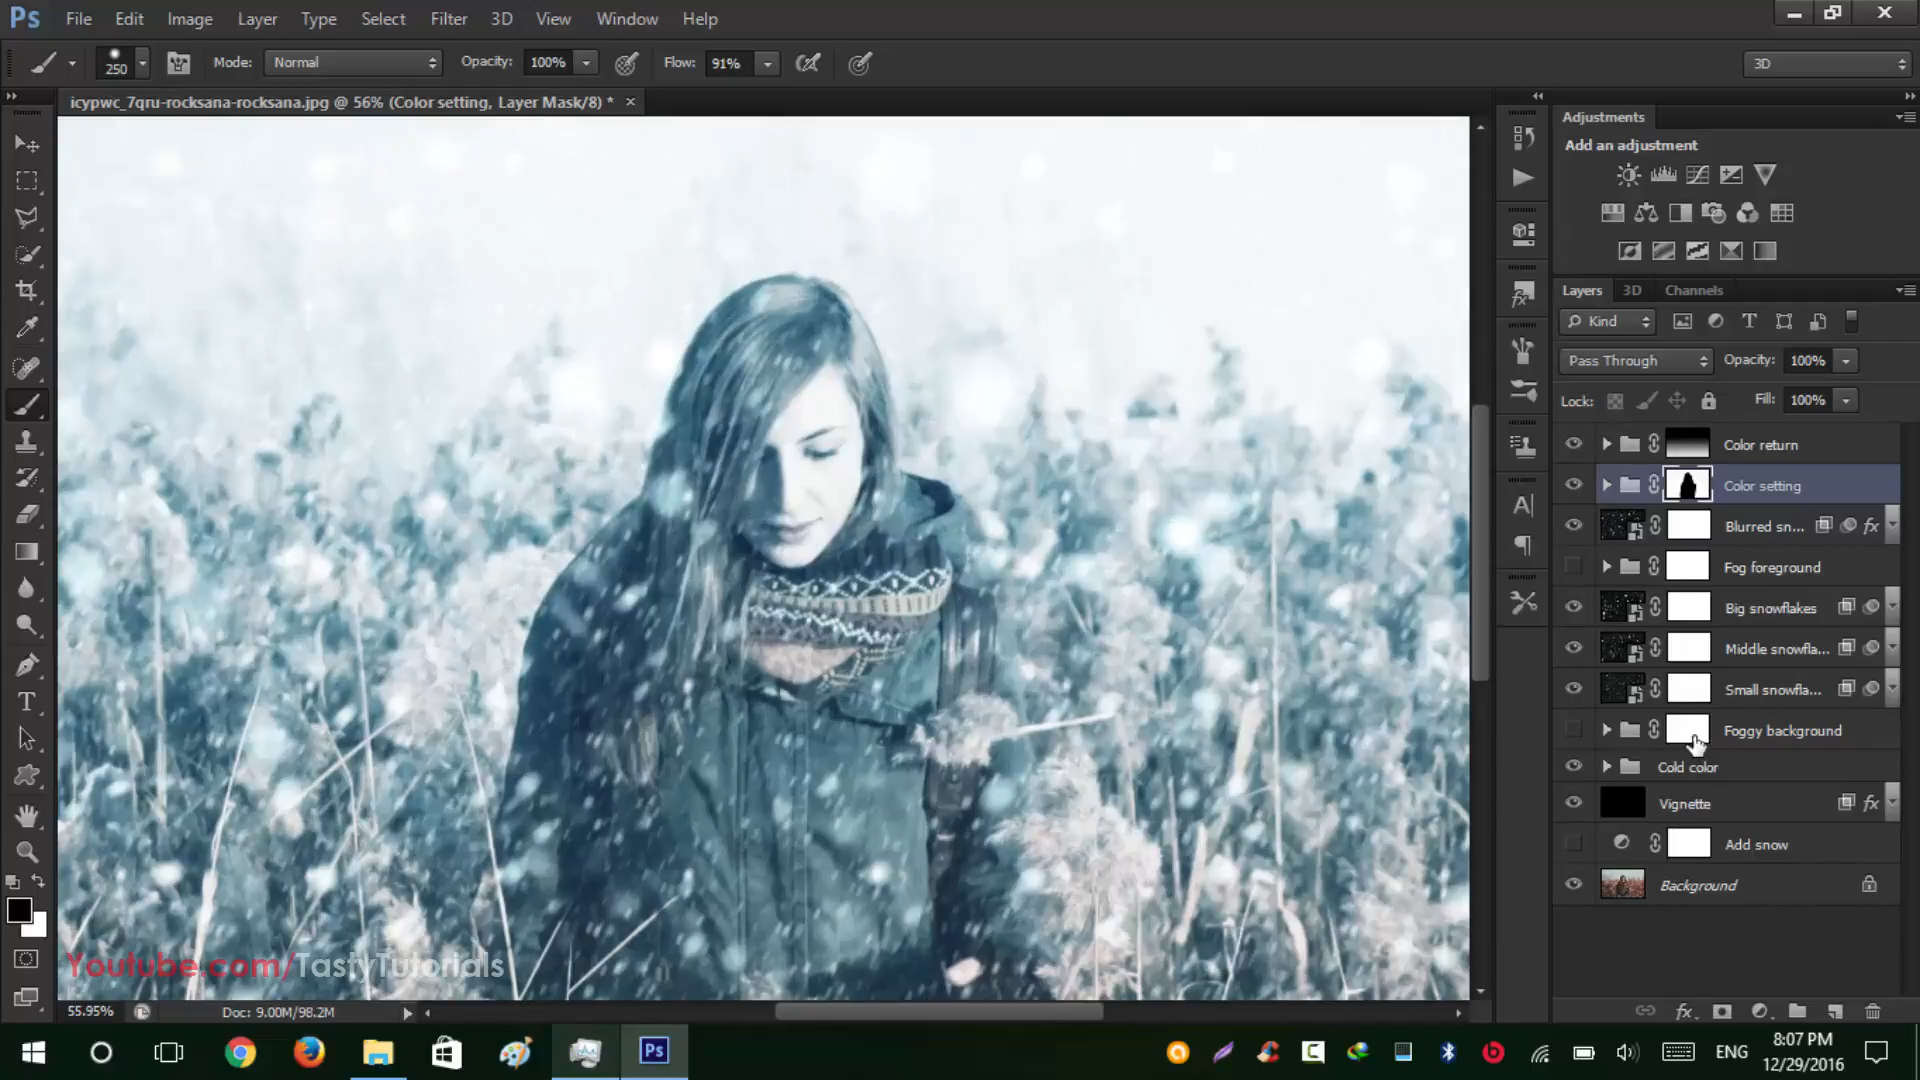 Ps File Edit Image Layer Type Select Filter 3D View Window Help
250 Mode: Normal Opacity: 100% Flow: 91% 3D
icypwc_7qru-rocksana-rocksana.jpg @ 56% (Color setting, Layer Mask/8) *
Adjustments
Add an adjustment
Layers 3D Channels
Kind
Pass Through Opacity: 100%
Lock: Fill: 100%
Color return
Color setting
Blurred sn... fx
Fog foreground
Big snowflakes
Middle snowfla...
Small snowfla...
Foggy background
Cold color
Vignette fx
Add snow
Background
Youtube.com/TastyTutorials
55.95% Doc: 9.00M/98.2M
ENG 8:07 PM
12/29/2016